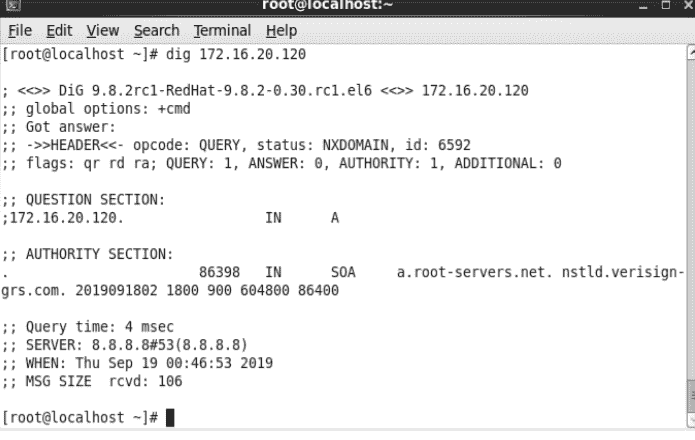 root@localhost:~
File Edit View Search Terminal Help
[root@localhost ~]# dig 172.16.20.120
; <<>> DiG 9.8.2rc1-RedHat-9.8.2-0.30.rc1.el6 <<>> 172.16.20.120
;; global options: +cmd
;; Got answer:
;; ->>HEADER<<- opcode: QUERY, status: NXDOMAIN, id: 6592
;; flags: qr rd ra; QUERY: 1, ANSWER: 0, AUTHORITY: 1, ADDITIONAL: 0
;; QUESTION SECTION:
;172.16.20.120. IN A
;; AUTHORITY SECTION:
. 86398 IN SOA a.root-servers.net. nstld.verisign-
grs.com. 2019091802 1800 900 604800 86400
;; Query time: 4 msec
;; SERVER: 8.8.8.8#53(8.8.8.8)
;; WHEN: Thu Sep 19 00:46:53 2019
;; MSG SIZE rcvd: 106
[root@localhost ~]#